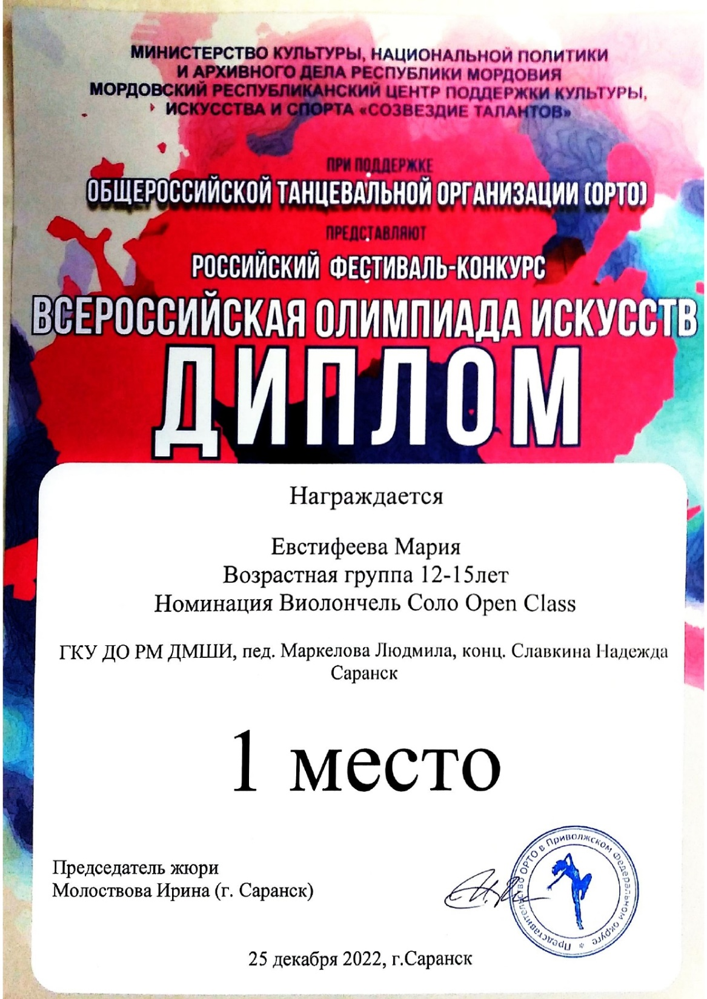 МИНИСТЕРСТВО КУЛЬТУРЫ, НАЦИОНАЛЬНОЙ ПОЛИТИКИ
И АРХИВНОГО ДЕЛА РЕСПУБЛИКИ МОРДОВИЯ
МОРДОВСКИЙ РЕСПУБЛИКАНСКИЙ ЦЕНТР ПОДДЕРЖКИ КУЛЬТУРЫ,
ИСКУССТВА И СПОРТА «СОЗВЕЗДИЕ ТАЛАНТОВ»
ПРИ ПОДДЕРЖКЕ
ОБЩЕРОССИЙСКОЙ ТАНЦЕВАЛЬНОЙ ОРГАНИЗАЦИИ (ОРТО)
ПРЕДСТАВЛЯЮТ
РОССИЙСКИЙ ФЕСТИВАЛЬ-КОНКУРС
ВСЕРОССИЙСКАЯ ОЛИМПИАДА ИСКУССТВ
ДИПЛОМ
Награждается
Евстифеева Мария
Возрастная группа 12-15лет
Номинация Виолончель Соло Open Class
ГКУ ДО РМ ДМШИ, пед. Маркелова Людмила, конц. Славкина Надежда
Саранск
1 место
Председатель жюри
Молоствова Ирина (г. Саранск)
Представительство ОРТО в Приволжском Федеральном округе *
25 декабря 2022, г.Саранск